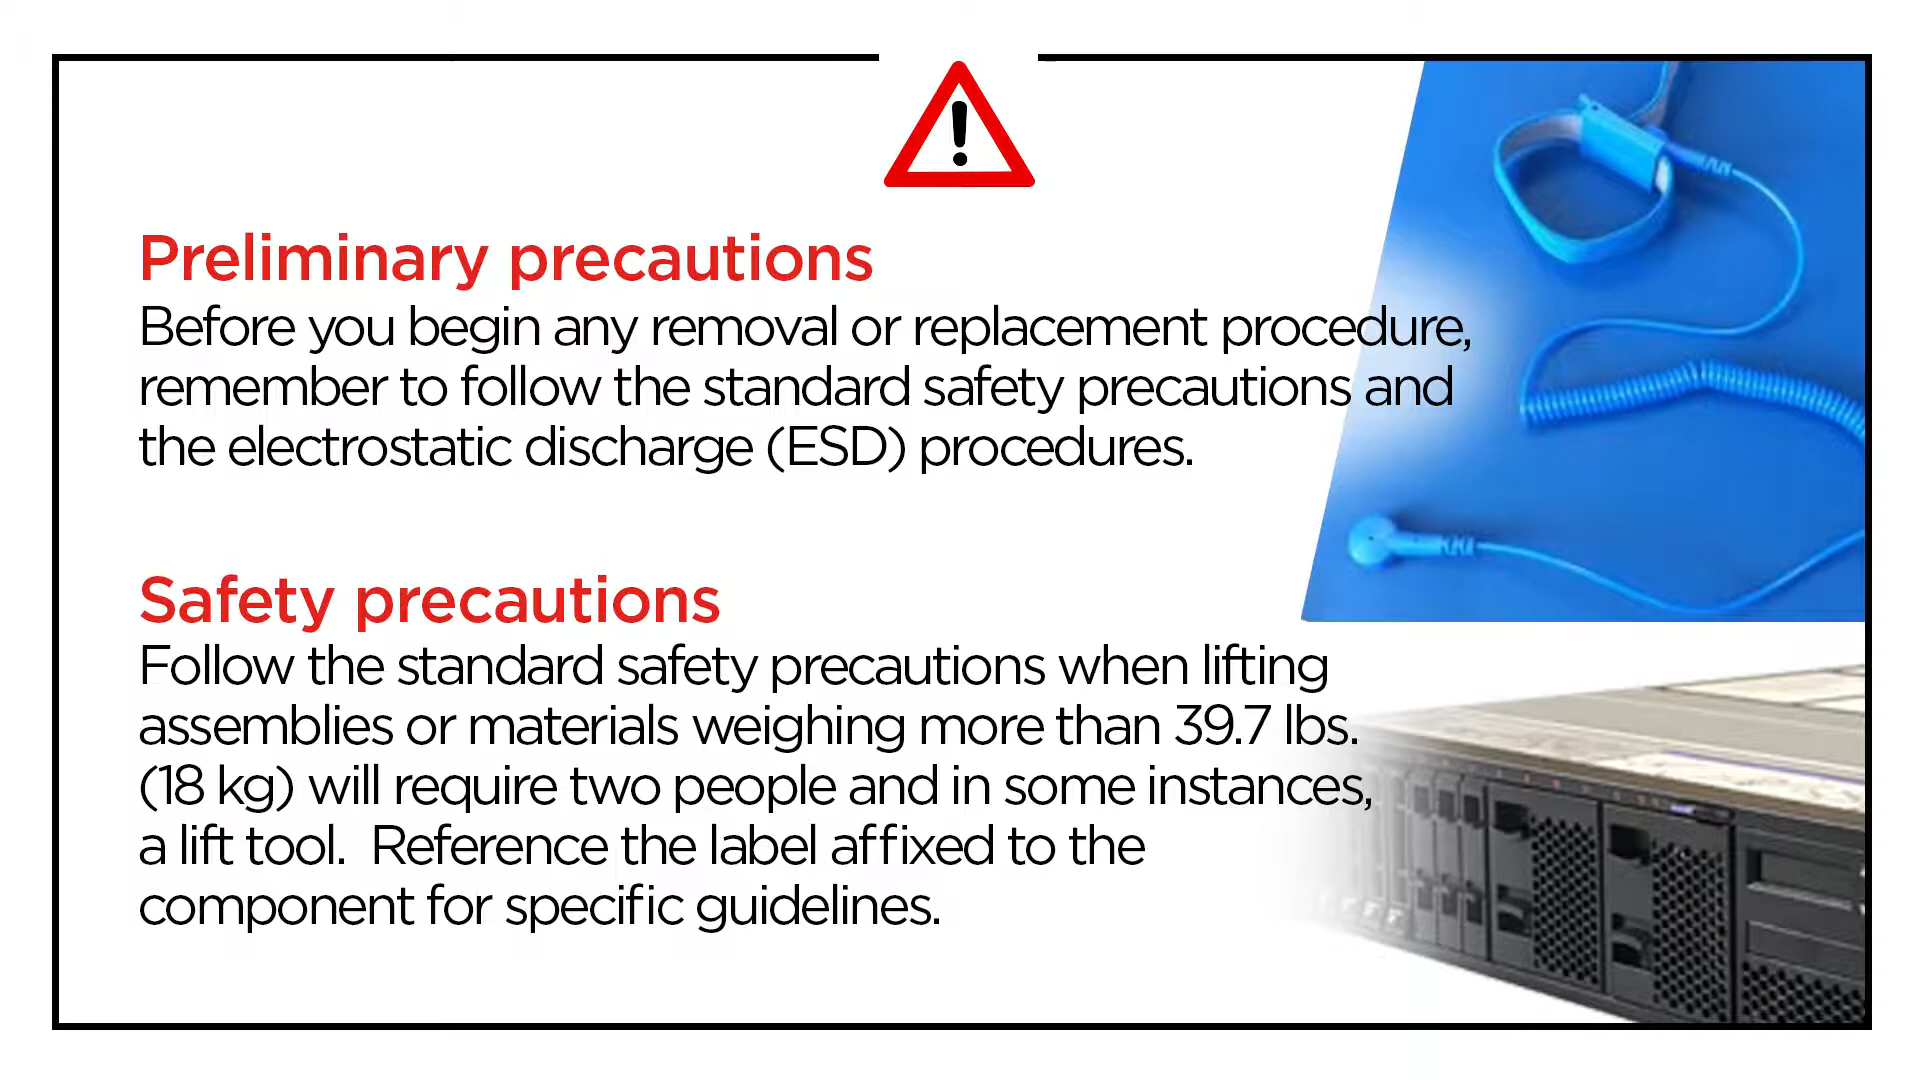 Preliminary precautions
Before you begin any removal or replacement procedure,
remember to follow the standard safety precautions and
the electrostatic discharge (ESD) procedures.
Safety precautions
Follow the standard safety precautions when lifting
assemblies or materials weighing more than 39.7 lbs.
(18 kg) will require two people and in some instances,
a lift tool.  Reference the label affixed to the
component for specific guidelines.